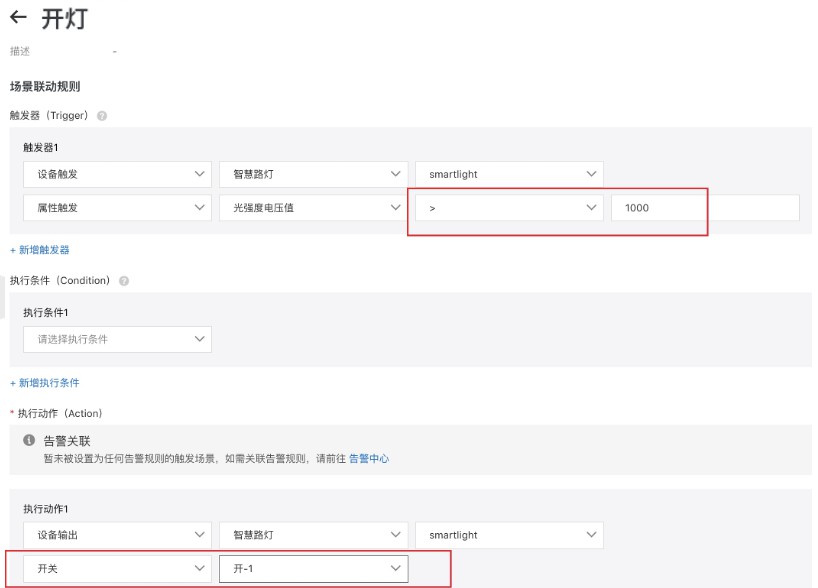 ← 开灯
描述 -
场景联动规则
触发器（Trigger） ?
触发器1
设备触发 智慧路灯 smartlight
属性触发 光强度电压值 > 1000
+ 新增触发器
执行条件（Condition） ?
执行条件1
请选择执行条件
+ 新增执行条件
* 执行动作（Action）
告警关联
暂未被设置为任何告警规则的触发场景，如需关联告警规则，请前往 告警中心
执行动作1
设备输出 智慧路灯 smartlight
开关 开-1